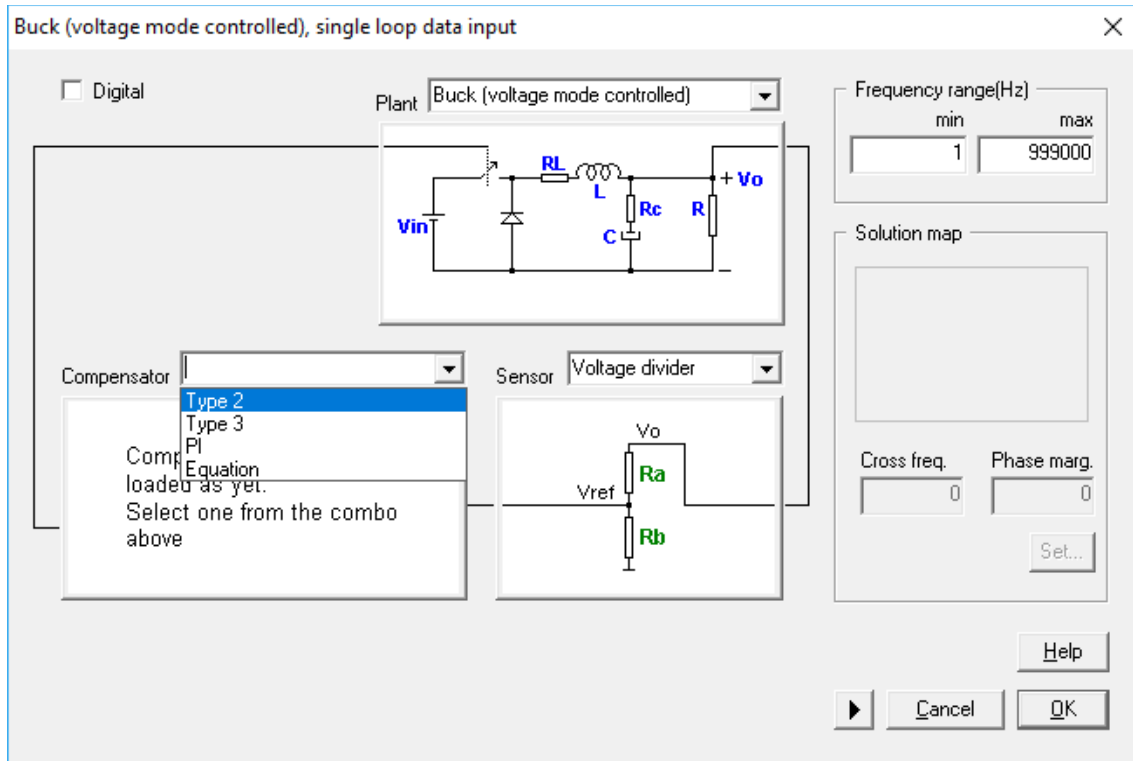 Buck (voltage mode controlled), single loop data input
Digital
Plant
Buck (voltage mode controlled)
RL
L
Vin
Rc
C
R
+ Vo
−
Frequency range(Hz)
min
max
1
999000
Solution map
Compensator
Type 2
Type 3
PI
Equation
Comp
loaded as yet.
Select one from the combo
above
Sensor
Voltage divider
Vo
Ra
Vref
Rb
Cross freq.
Phase marg.
0
0
Set...
Help
Cancel
OK